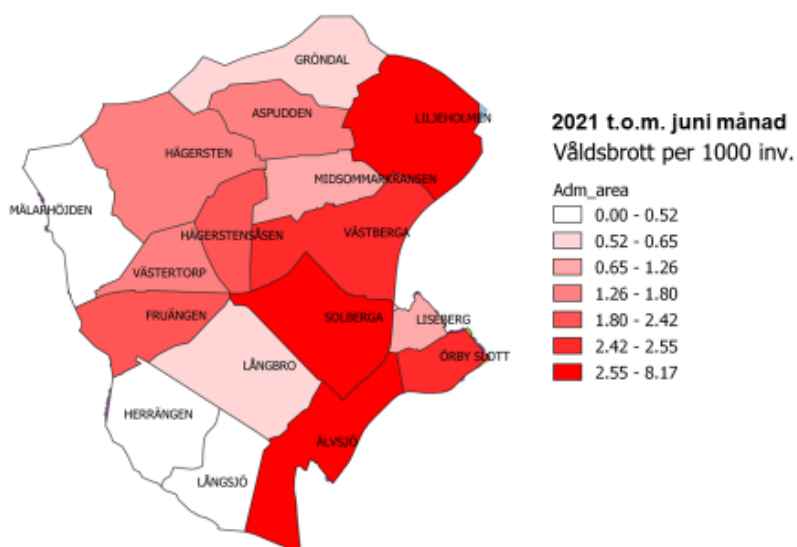 GRÖNDAL
ASPUDDEN
LILJEHOLMEN
HÄGERSTEN
MIDSOMMARKRANSEN
MÄLARHÖJDEN
HÄGERSTENSÅSEN
VÄSTBERGA
VÄSTERTORP
FRUÄNGEN
SOLBERGA
LISEBERG
LÅNGBRO
ÖRBY SLOTT
HERRÄNGEN
ÄLVSJÖ
LÅNGSJÖ
2021 t.o.m. juni månad
Våldsbrott per 1000 inv.
Adm_area
0.00 - 0.52
0.52 - 0.65
0.65 - 1.26
1.26 - 1.80
1.80 - 2.42
2.42 - 2.55
2.55 - 8.17